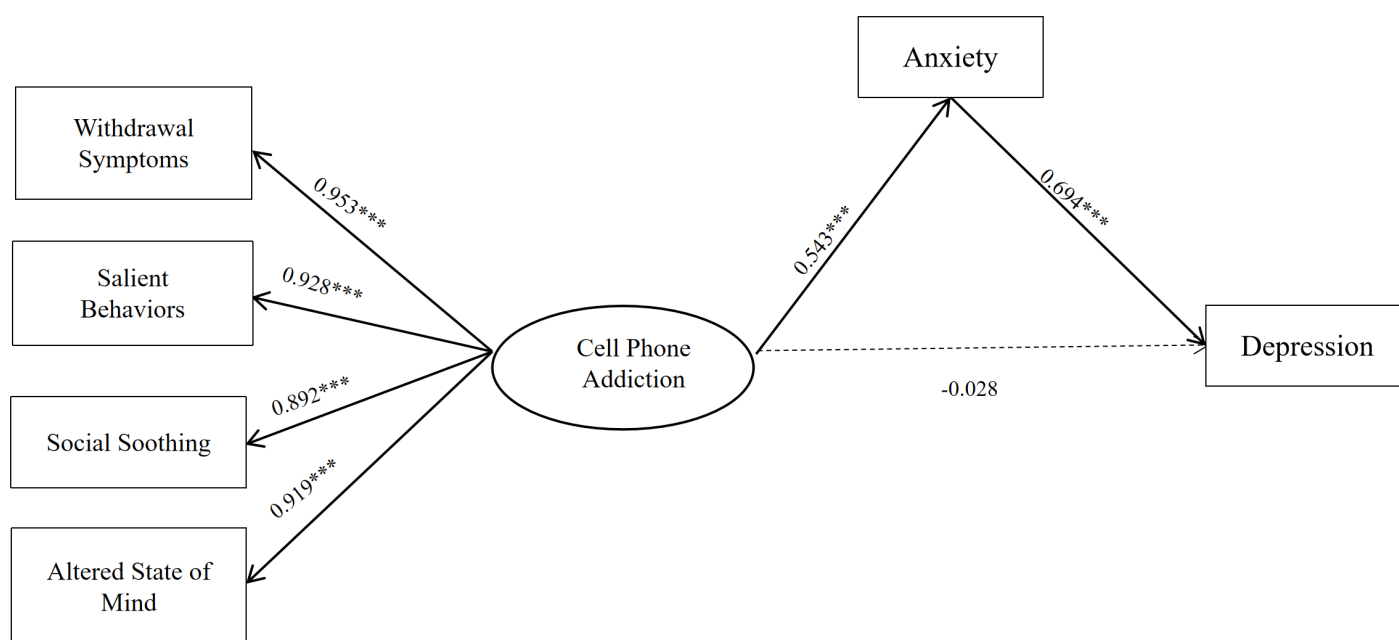 Anxiety
Withdrawal
Symptoms
0.953***
0.694***
0.543***
Salient
Behaviors
0.928***
Cell Phone
Addiction
Depression
-0.028
0.892***
Social Soothing
0.919***
Altered State of
Mind